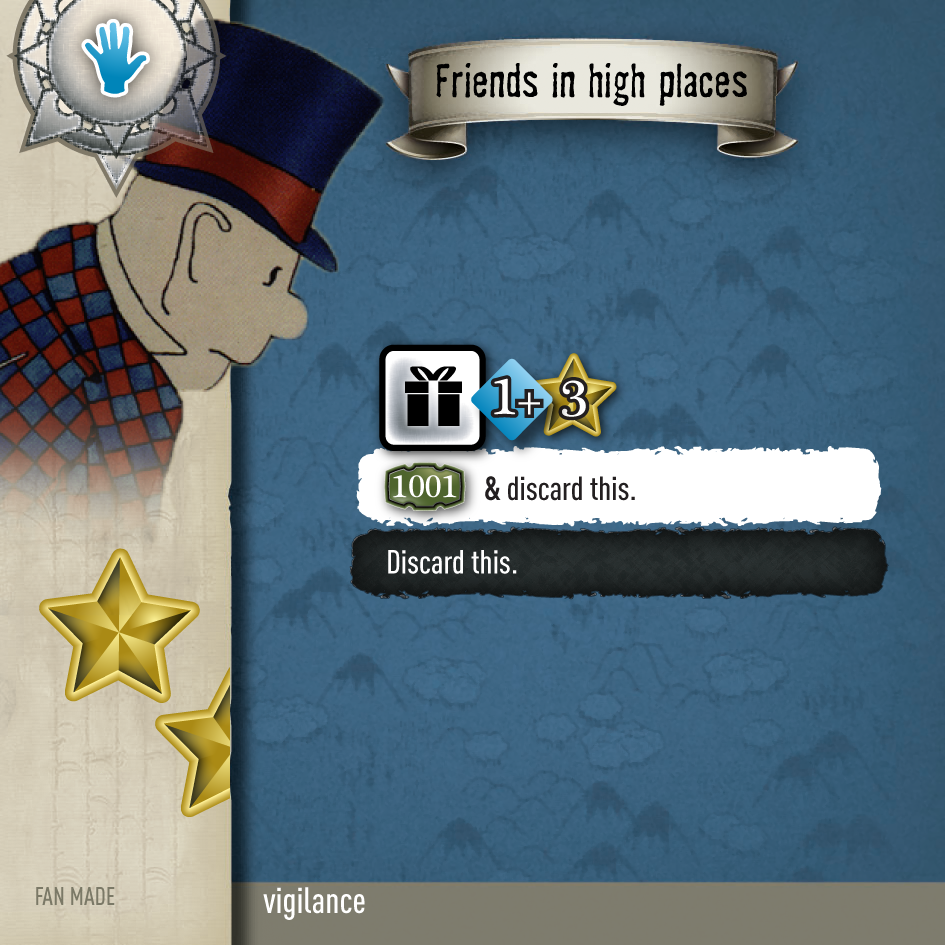 Friends in high places
1+ 3
1001 & discard this.
Discard this.
FAN MADE
vigilance